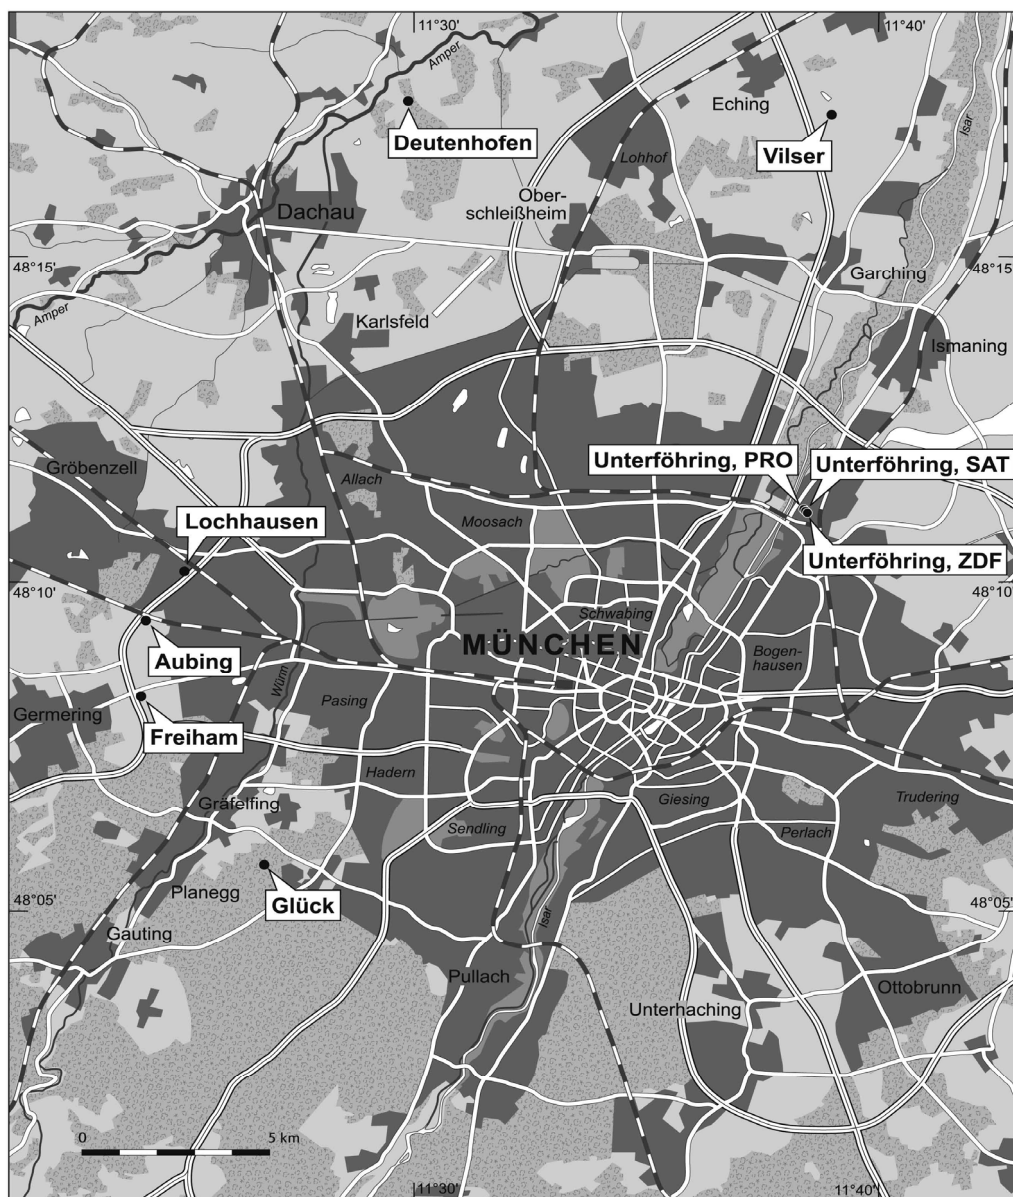 11°30'
11°40'
Amper
Eching
Deutenhofen
Vilser
Isar
Lohhof
Ober-
schleißheim
Dachau
48°15'
48°15'
Garching
Amper
Karlsfeld
Ismaning
Gröbenzell
Unterföhring, PRO
Unterföhring, SAT
Allach
Lochhausen
Moosach
Unterföhring, ZDF
48°10'
48°10'
Schwabing
MÜNCHEN
Bogen-
hausen
Aubing
Würm
Pasing
Germering
Freiham
Hadern
Gräfelfing
Giesing
Trudering
Sendling
Perlach
Planegg
Glück
48°05'
48°05'
Isar
Gauting
Pullach
Ottobrunn
Unterhaching
0 5 km
11°30'
11°40'